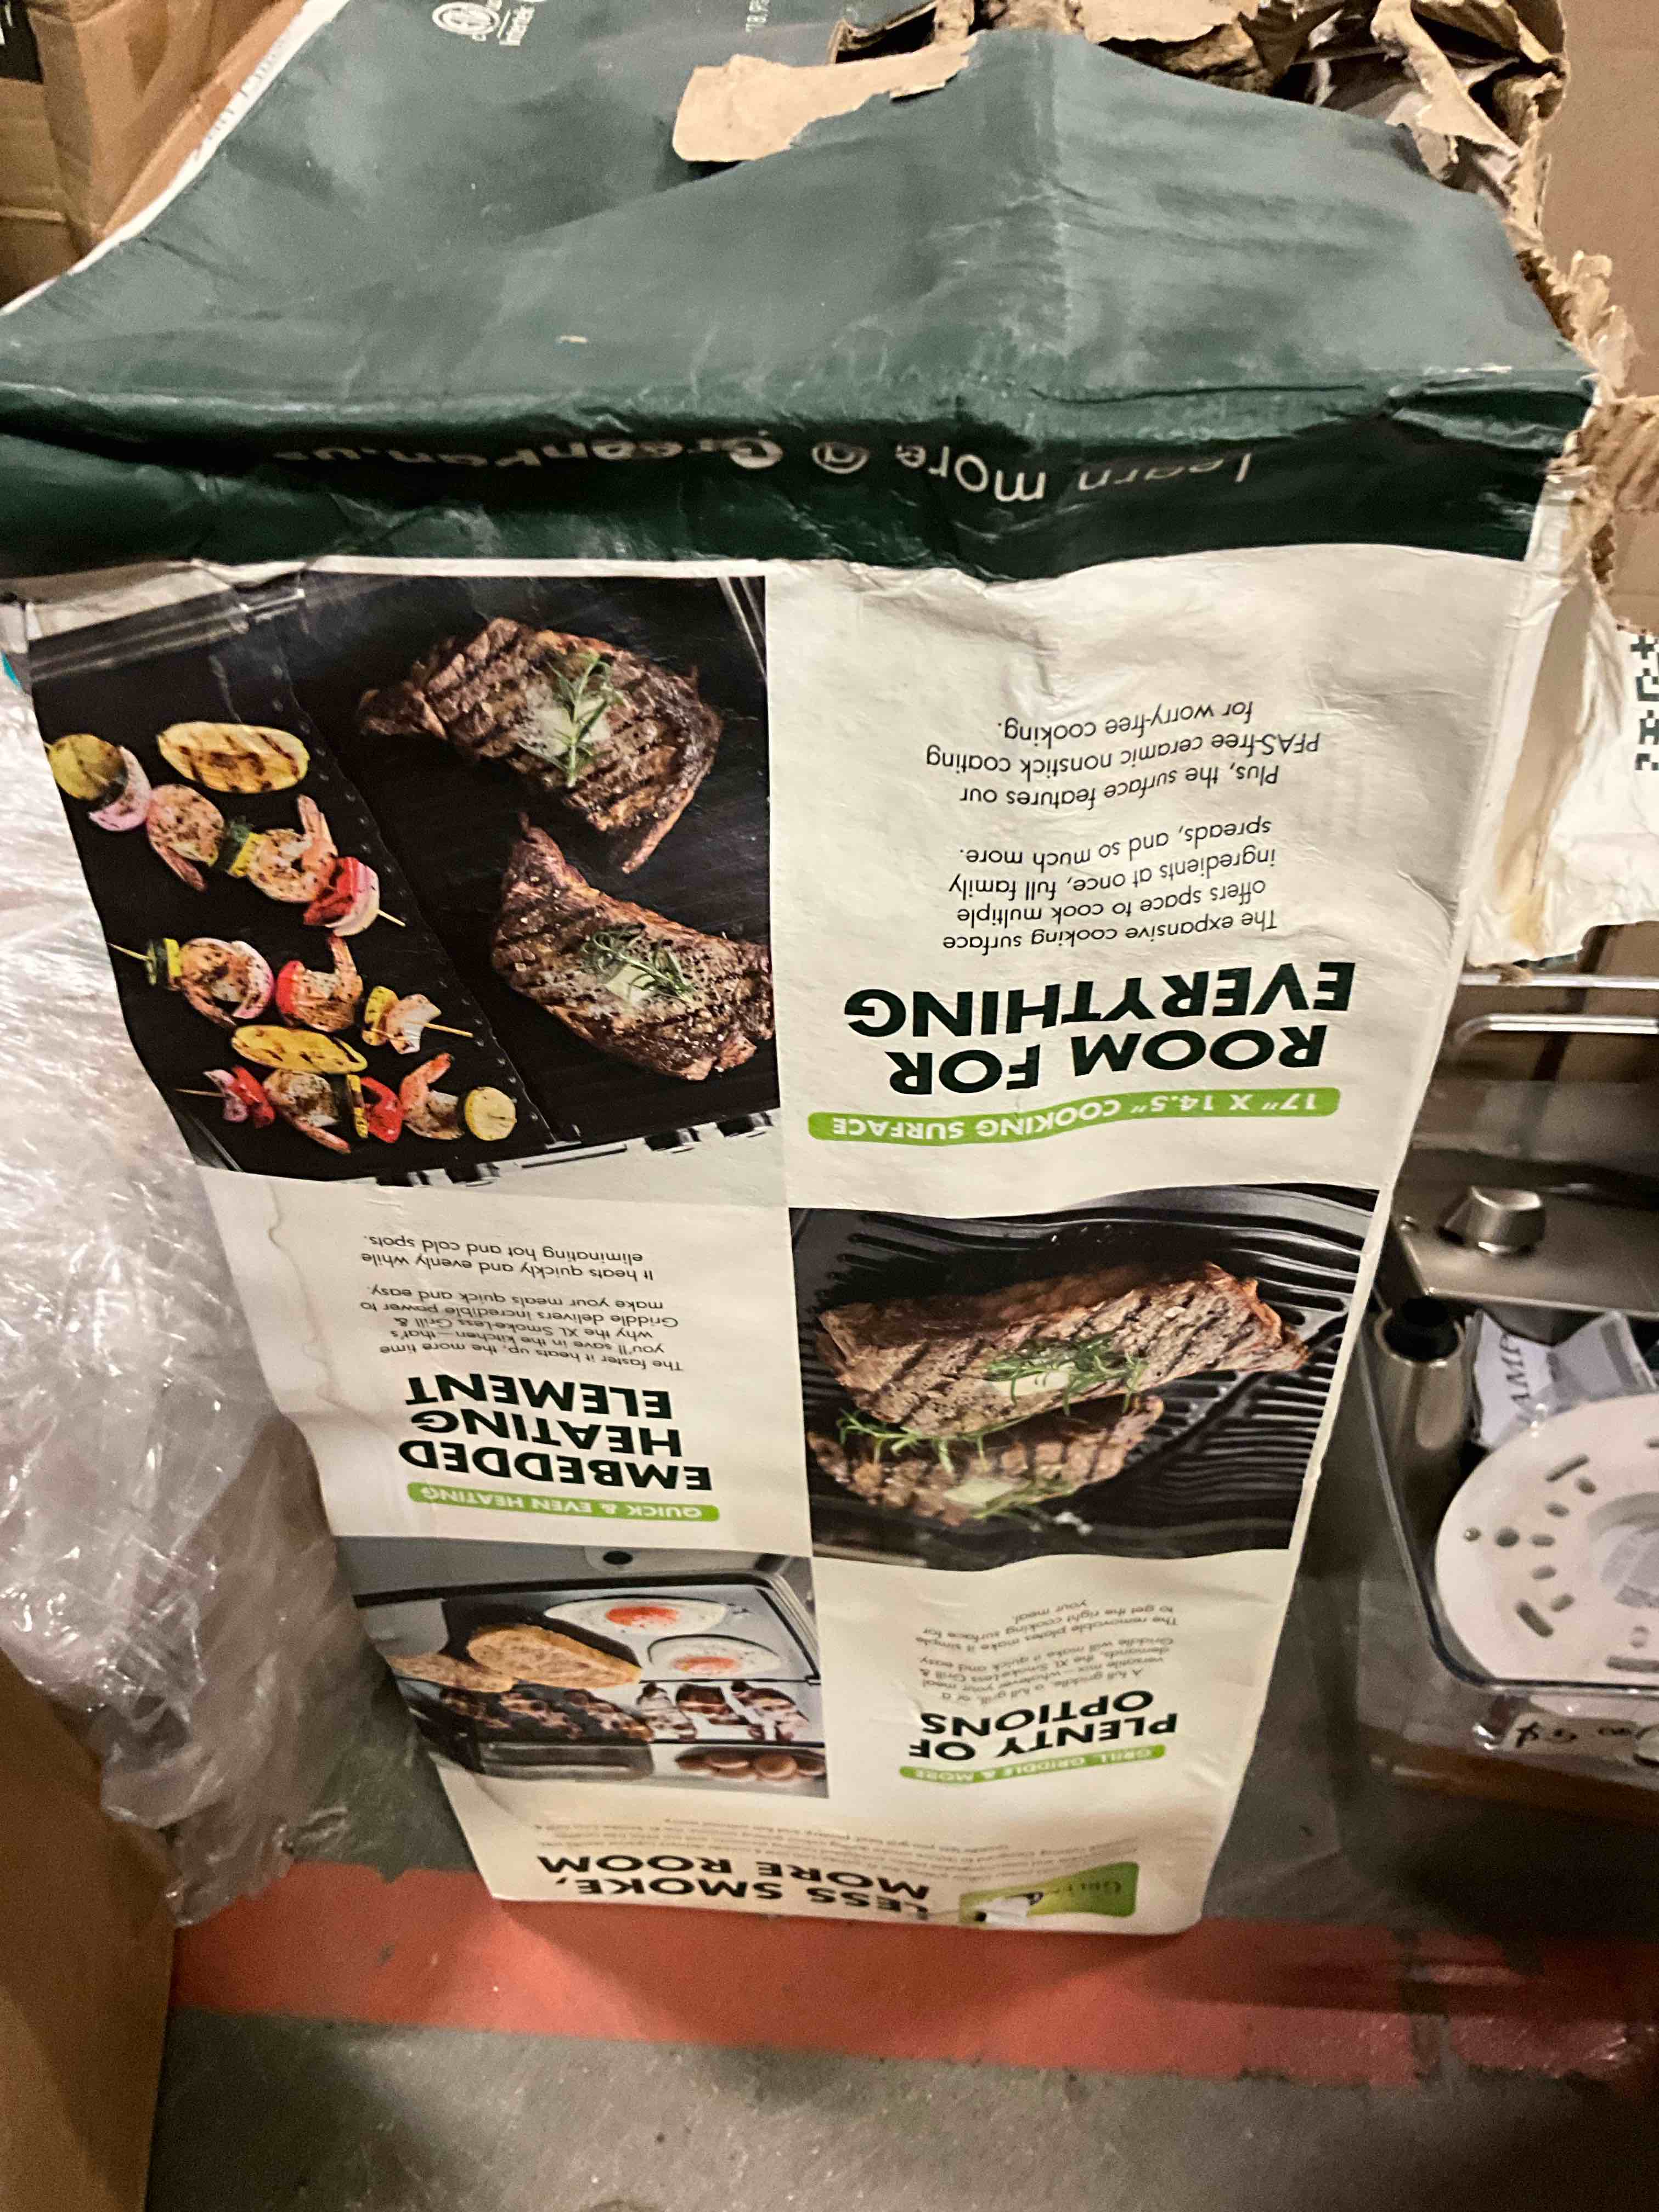 LESS SMOKE,
MORE ROOM
GRILL, GRIDDLE & MORE
PLENTY OF
OPTIONS
A full griddle, a full grill, or a
versatile mix—whatever your meal
demands, the XL Smoke-Less Grill &
Griddle will make it quick and easy.
The removable plates make it simple
to get the right cooking surface for
your meal.
QUICK & EVEN HEATING
EMBEDDED
HEATING
ELEMENT
The faster it heats up, the more time
you'll save in the kitchen—that's
why the XL Smoke-Less Grill &
Griddle delivers incredible power to
make your meals quick and easy.
It heats quickly and evenly while
eliminating hot and cold spots.
17" X 14.5" COOKING SURFACE
ROOM FOR
EVERYTHING
The expansive cooking surface
offers space to cook multiple
ingredients at once, full family
spreads, and so much more.
Plus, the surface features our
PFAS-free ceramic nonstick coating
for worry-free cooking.
Learn more @ GreenPan.us
Intertek